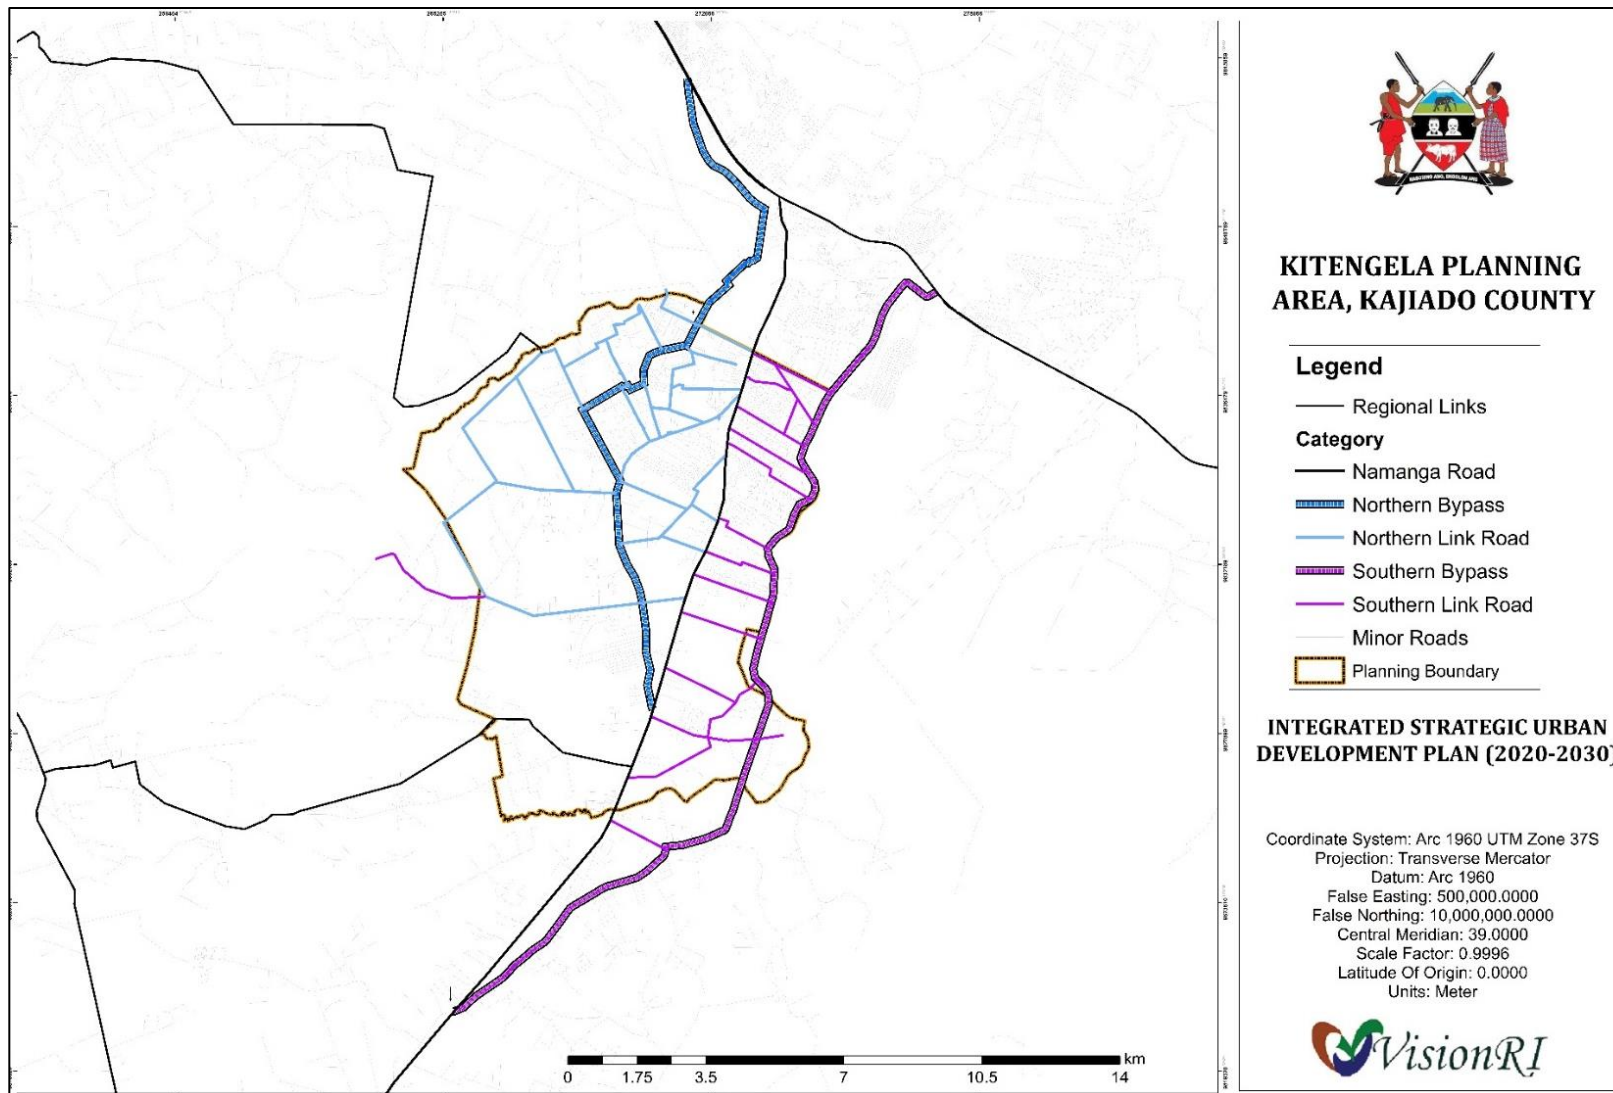 KITENGELA PLANNING
AREA, KAJIADO COUNTY
Legend
Regional Links
Category
Namanga Road
Northern Bypass
Northern Link Road
Southern Bypass
Southern Link Road
Minor Roads
Planning Boundary
INTEGRATED STRATEGIC URBAN
DEVELOPMENT PLAN (2020-2030)
Coordinate System: Arc 1960 UTM Zone 37S
Projection: Transverse Mercator
Datum: Arc 1960
False Easting: 500,000.0000
False Northing: 10,000,000.0000
Central Meridian: 39.0000
Scale Factor: 0.9996
Latitude Of Origin: 0.0000
Units: Meter
VisionRI
km
0 1.75 3.5 7 10.5 14